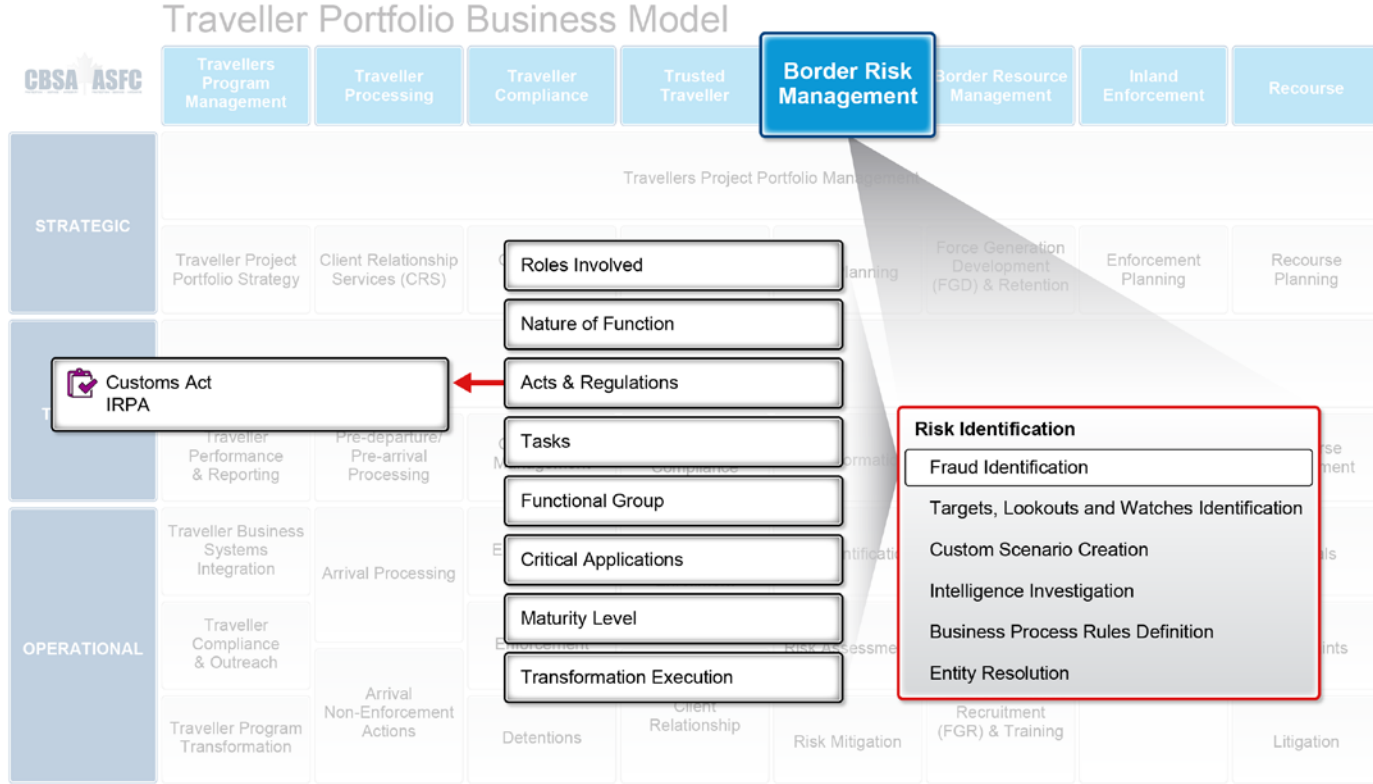 Traveller Portfolio Business Model
CBSA ASFC
Travellers
Program
Management
Traveller
Processing
Traveller
Compliance
Trusted
Traveller
Border Risk
Management
Border Resource
Management
Inland
Enforcement
Recourse
STRATEGIC
Travellers Project Portfolio Management
Traveller Project
Portfolio Strategy
Client Relationship
Services (CRS)
Force Generation
Development
(FGD) & Retention
Enforcement
Planning
Recourse
Planning
Roles Involved
Nature of Function
Acts & Regulations
Tasks
Functional Group
Critical Applications
Maturity Level
Transformation Execution
Customs Act
IRPA
Traveller
Performance
& Reporting
Pre-departure/
Pre-arrival
Processing
Compliance
Risk Identification
Fraud Identification
Targets, Lookouts and Watches Identification
Custom Scenario Creation
Intelligence Investigation
Business Process Rules Definition
Entity Resolution
OPERATIONAL
Traveller Business
Systems
Integration
Arrival Processing
Traveller
Compliance
& Outreach
Enforcement
Arrival
Non-Enforcement
Actions
Traveller Program
Transformation
Detentions
Client
Relationship
Risk Mitigation
Recruitment
(FGR) & Training
Litigation